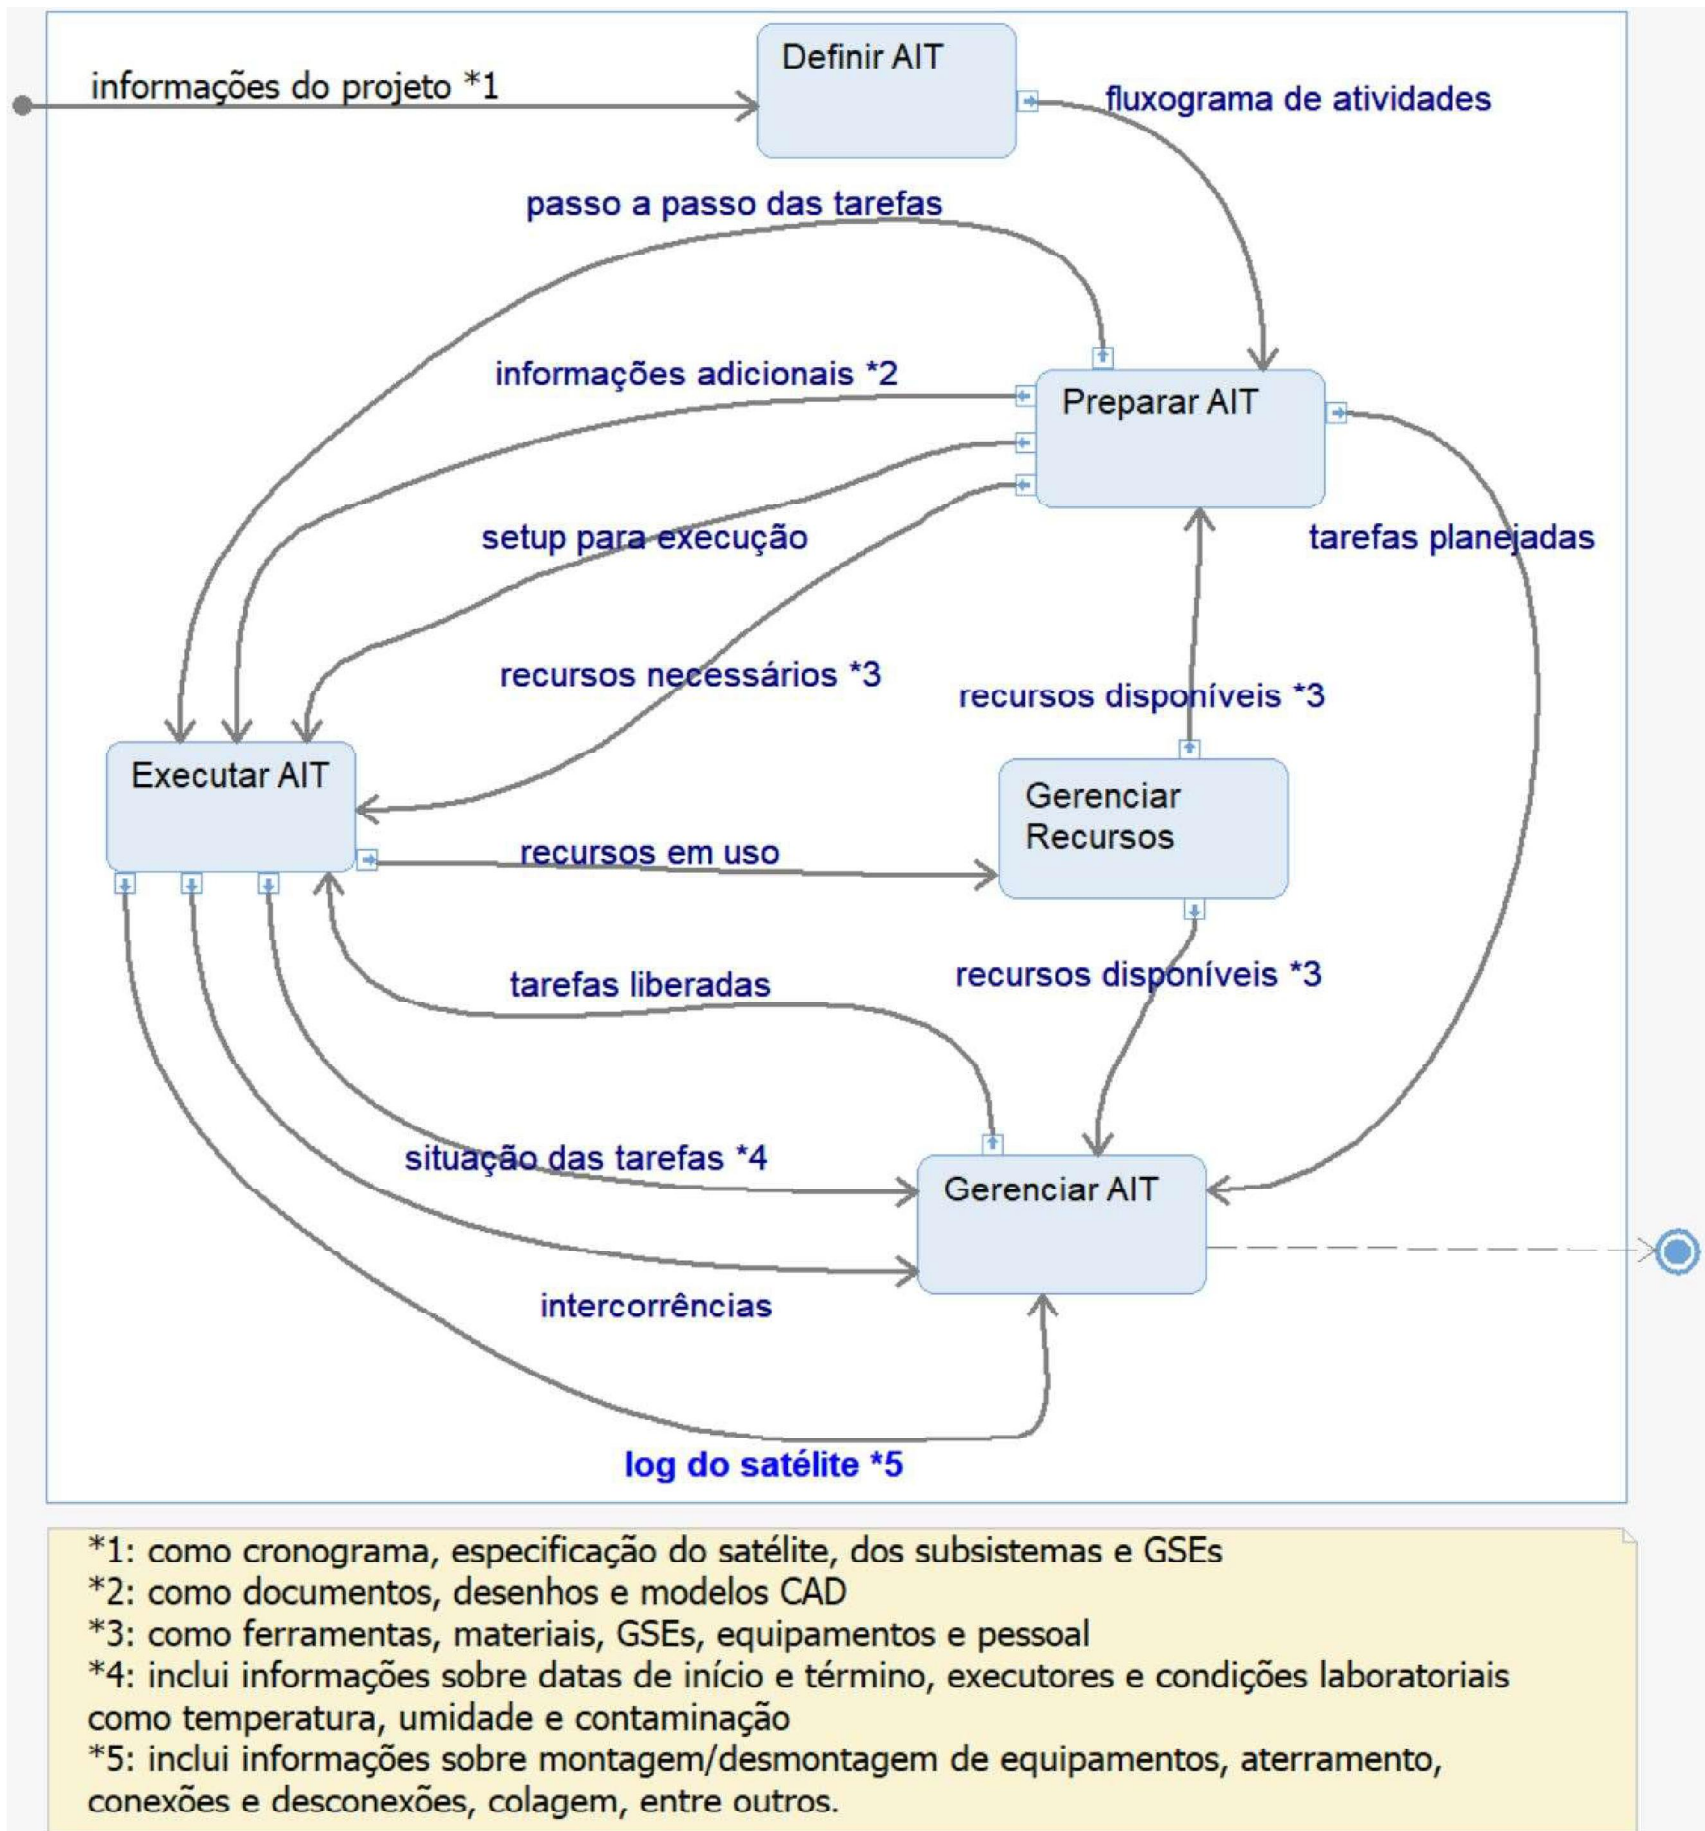 Definir AIT
informações do projeto *1
fluxograma de atividades
passo a passo das tarefas
informações adicionais *2
Preparar AIT
setup para execução
tarefas planejadas
recursos necessários *3
recursos disponíveis *3
Executar AIT
Gerenciar
Recursos
recursos em uso
tarefas liberadas
recursos disponíveis *3
situação das tarefas *4
Gerenciar AIT
intercorrências
log do satélite *5
*1: como cronograma, especificação do satélite, dos subsistemas e GSEs
*2: como documentos, desenhos e modelos CAD
*3: como ferramentas, materiais, GSEs, equipamentos e pessoal
*4: inclui informações sobre datas de início e término, executores e condições laboratoriais
como temperatura, umidade e contaminação
*5: inclui informações sobre montagem/desmontagem de equipamentos, aterramento,
conexões e desconexões, colagem, entre outros.